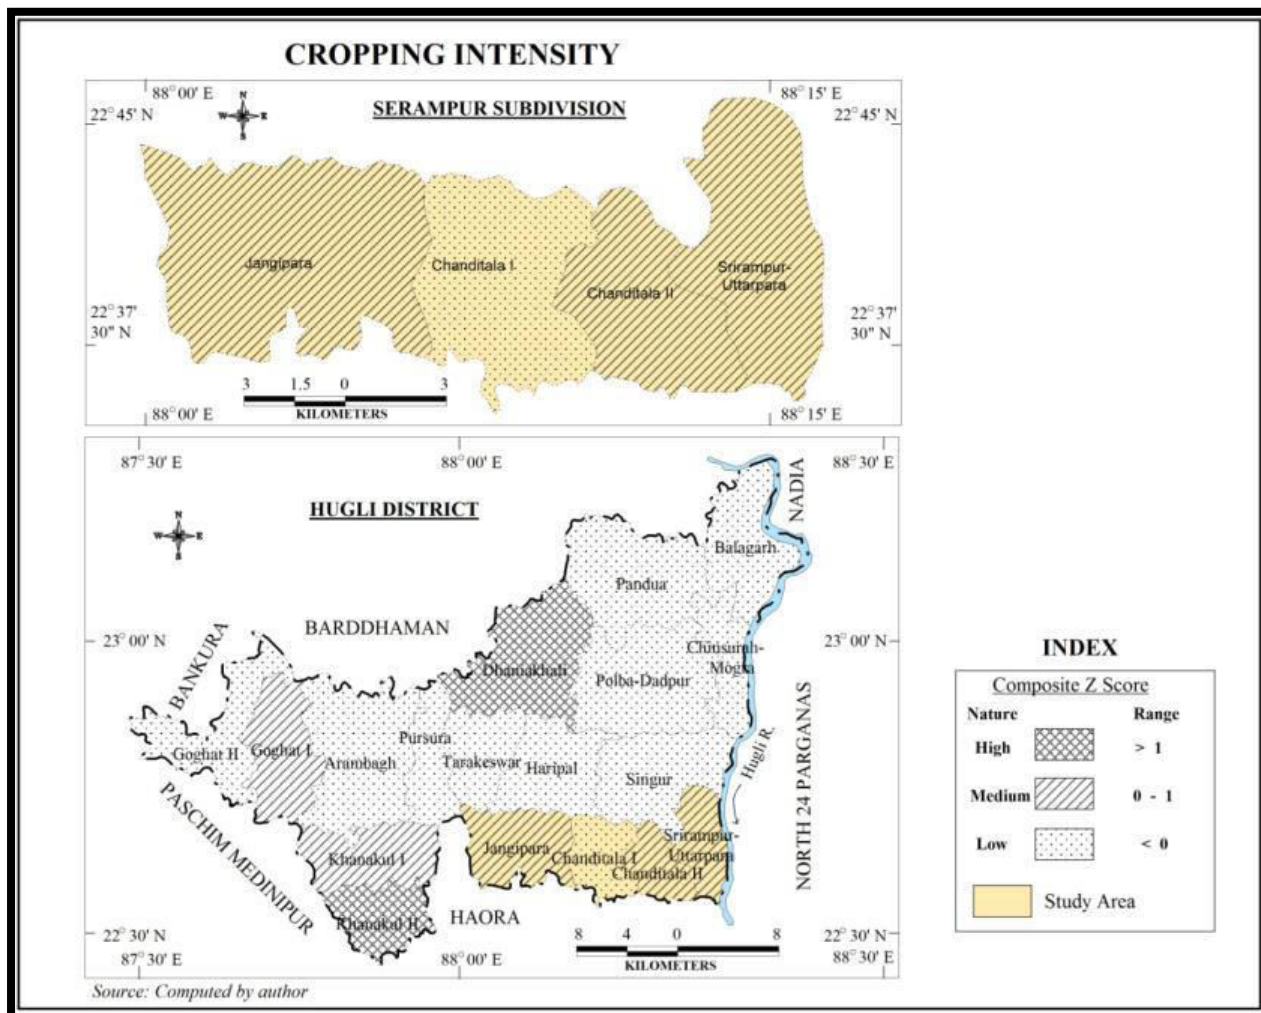 CROPPING INTENSITY
SERAMPUR SUBDIVISION
88° 00' E
88° 15' E
22° 45' N
22° 45' N
N
W E
S
Jangipara
Chanditala I
Chanditala II
Srirampur-
Uttarpara
22° 37'
30" N
22° 37'
30" N
3 1.5 0 3
KILOMETERS
88° 00' E
88° 15' E
87° 30' E
88° 00' E
88° 30' E
HUGLI DISTRICT
N
W E
S
NADIA
Balagarh
Pandua
BARDDHAMAN
BANKURA
23° 00' N
23° 00' N
Chinsurah-
Mogra
Dhaniakhali
Polba-Dadpur
Goghat II
Goghat I
Arambagh
Pursura
Tarakeswar
Haripal
Singur
Hugli R.
NORTH 24 PARGANAS
PASCHIM MEDINIPUR
Khanakul I
Khanakul II
Jangipara
Chanditala I
Chanditala II
Srirampur-
Uttarpara
HAORA
22° 30' N
22° 30' N
87° 30' E
88° 00' E
88° 30' E
8 4 0 8
KILOMETERS
Source: Computed by author
INDEX
Composite Z Score
Nature Range
High > 1
Medium 0 - 1
Low < 0
Study Area